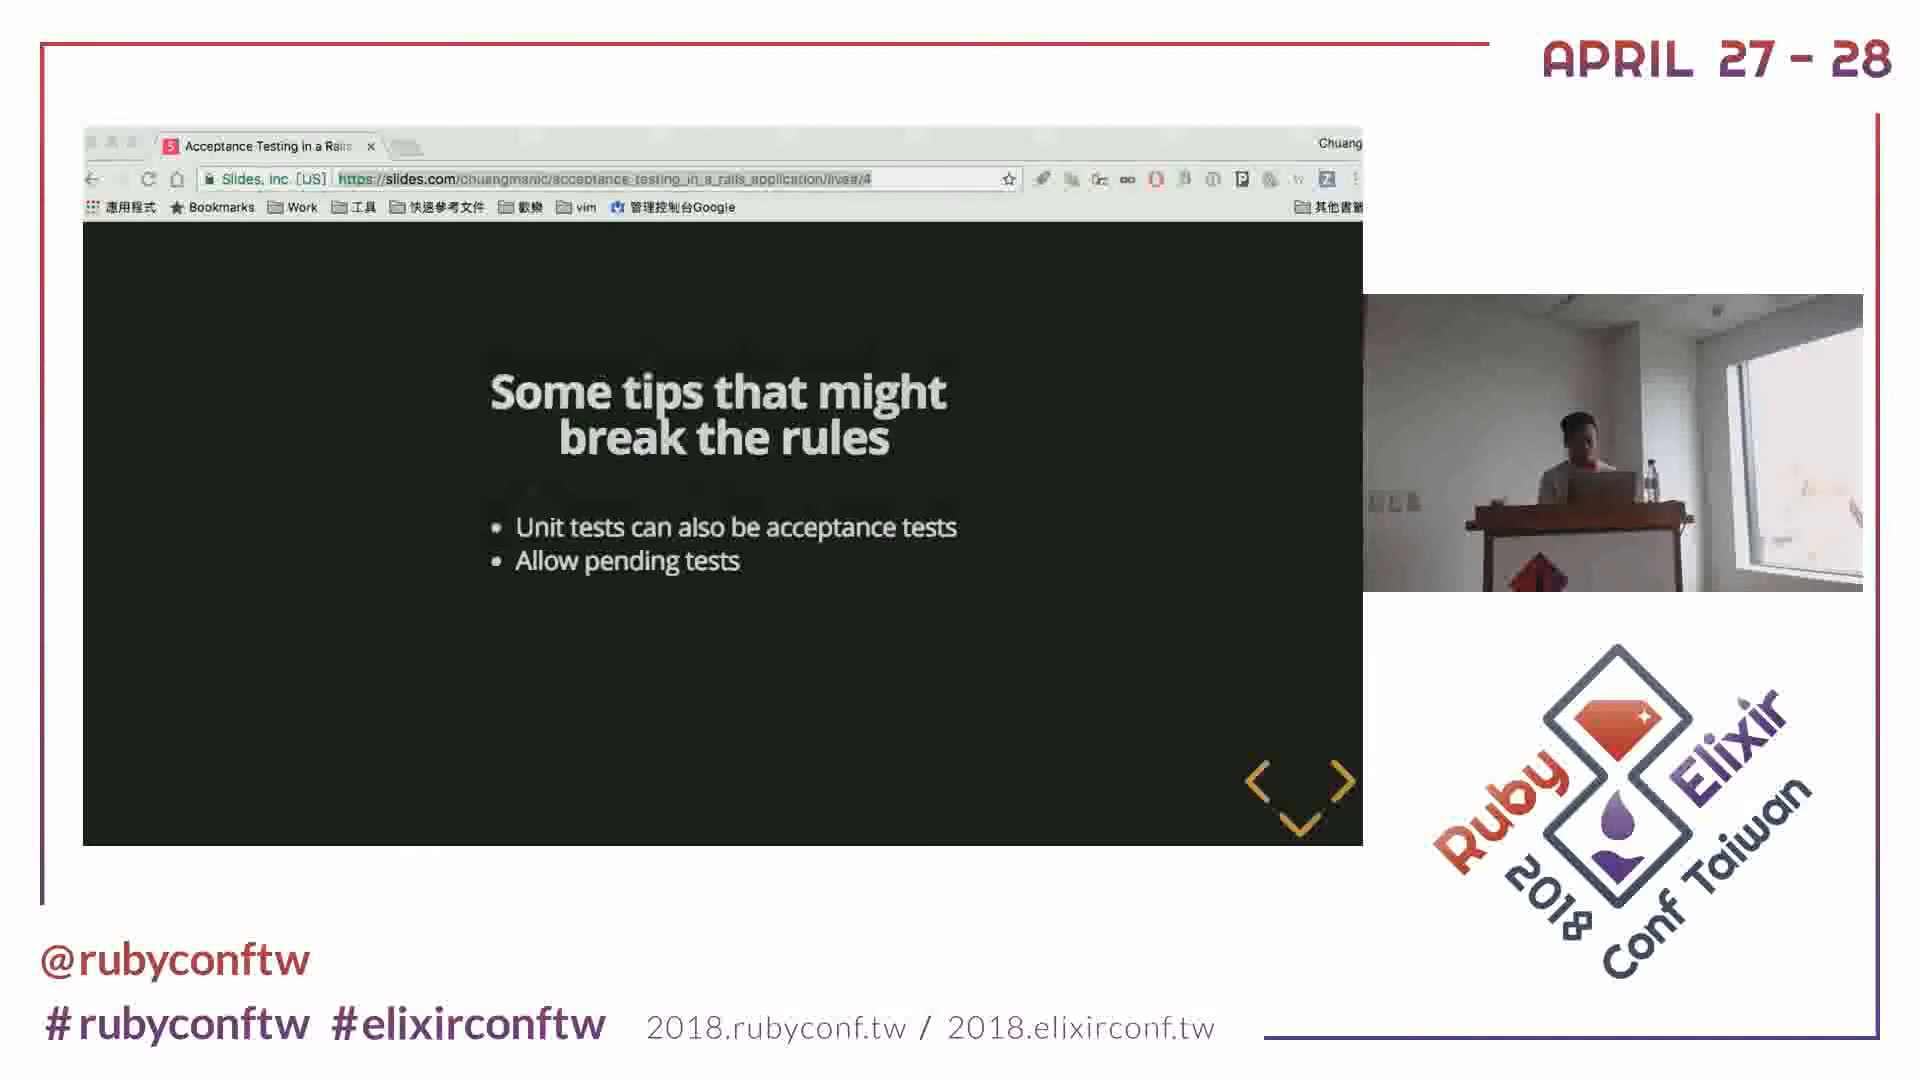 APRIL 27 - 28
Acceptance Testing in a Rails
Chuang
Slides, Inc. [US]
https://slides.com/chuangmanic/acceptance_testing_in_a_rails_application/live#/4
應用程式
Bookmarks
Work
工具
快速參考文件
歡樂
vim
管理控制台Google
其他書籤
Some tips that might
break the rules
• Unit tests can also be acceptance tests
• Allow pending tests
Ruby
Elixir
2018
Conf Taiwan
@rubyconftw
#rubyconftw #elixirconftw
2018.rubyconf.tw / 2018.elixirconf.tw